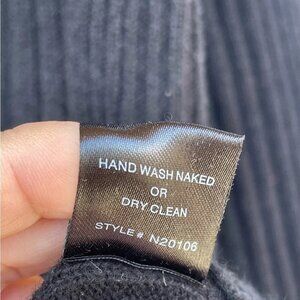 HAND WASH NAKED
OR
DRY CLEAN
STYLE# N20106